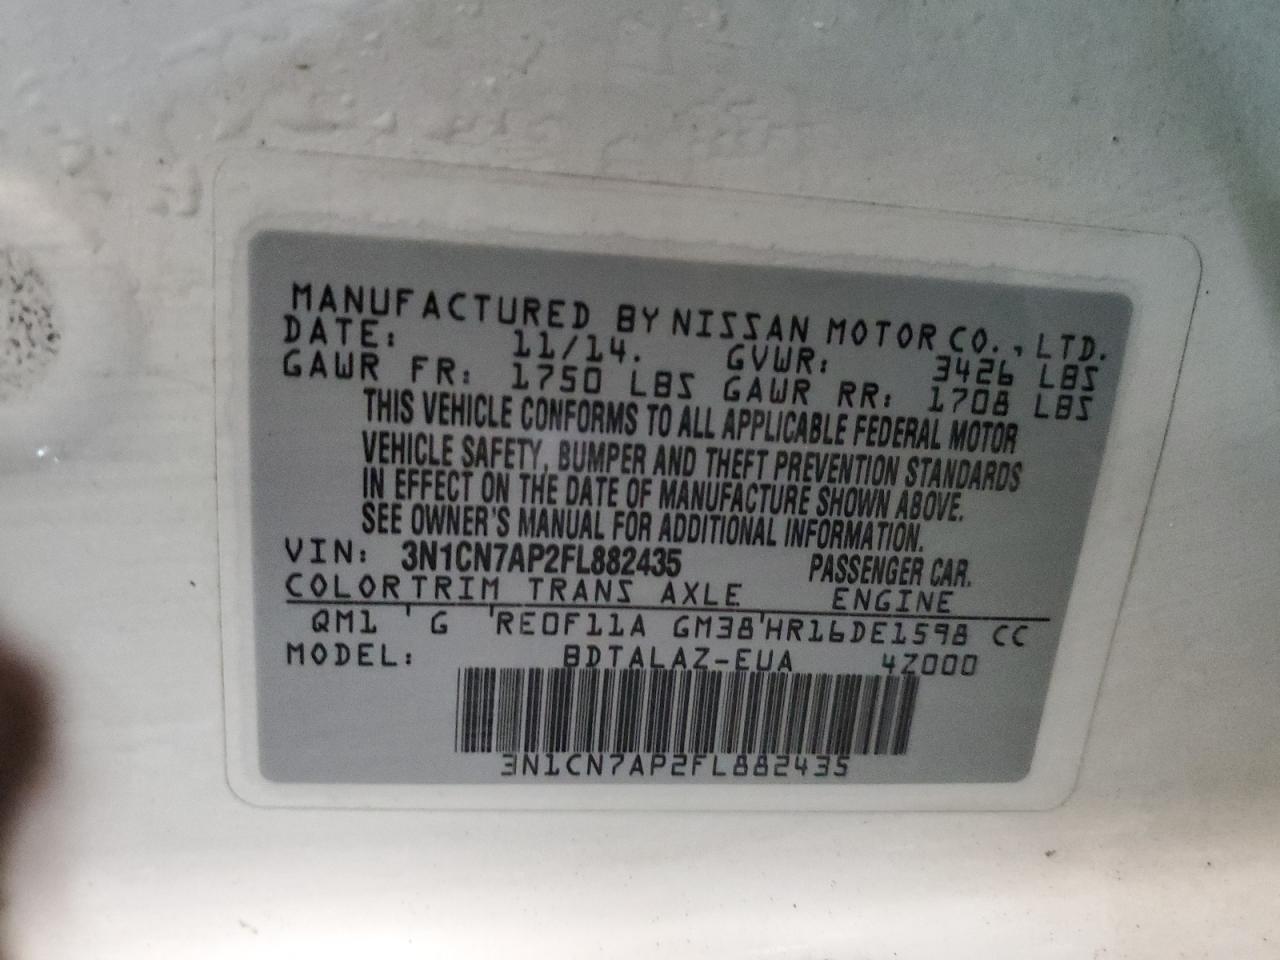 MANUFACTURED BY NISSAN MOTOR CO., LTD.
DATE: 11/14. GVWR: 3426 LBS
GAWR FR: 1750 LBS GAWR RR: 1708 LBS
THIS VEHICLE CONFORMS TO ALL APPLICABLE FEDERAL MOTOR
VEHICLE SAFETY, BUMPER AND THEFT PREVENTION STANDARDS
IN EFFECT ON THE DATE OF MANUFACTURE SHOWN ABOVE.
SEE OWNER'S MANUAL FOR ADDITIONAL INFORMATION.
VIN: 3N1CN7AP2FL882435 PASSENGER CAR.
COLOR TRIM TRANS AXLE ENGINE
QM1 ' G 'RE0F11A GM38'HR16DE1598 CC
MODEL: BDTALAZ-EUA 4Z000
3N1CN7AP2FL882435